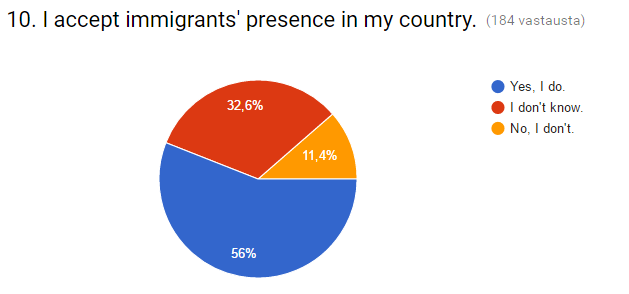 10. I accept immigrants' presence in my country. (184 vastausta)
Yes, I do.
I don't know.
No, I don't.
32,6%
11,4%
56%